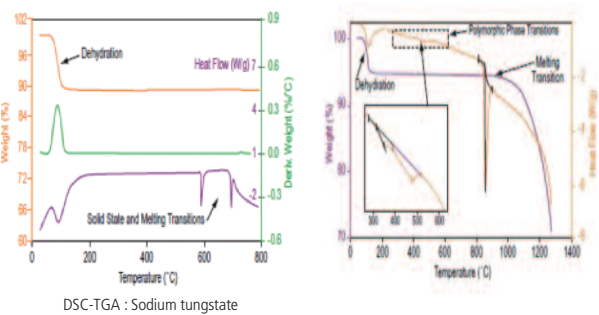 102
96
90
84
78
72
66
60
Weight (%)
Dehydration
Heat Flow (W/g)
7
4
1
-2
Solid State and Melting Transitions
0.9
0.6
0.3
0.0
-0.3
-0.6
Deriv. Weight (%/˚C)
0
200
400
600
800
Temperature (˚C)
DSC-TGA : Sodium tungstate
100
90
80
70
Weight (%)
Polymorphic Phase Transitions
Dehydration
Melting
Transition
300
400
500
600
-2
-4
Heat Flow (W/g)
0
200
400
600
800
1000
1200
1400
Temperature (˚C)